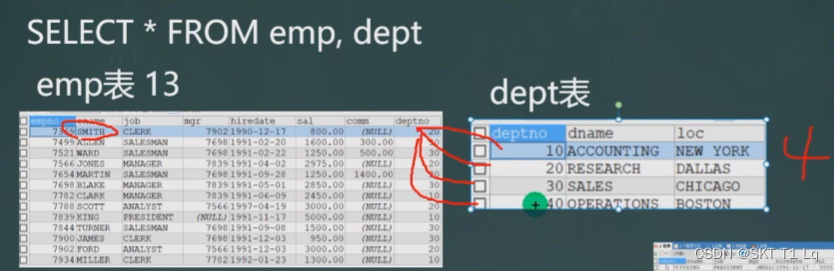 SELECT * FROM emp, dept
emp表 13
dept表
empno ename job mgr hiredate sal comm deptno
7369 SMITH CLERK 7902 1990-12-17 800.00 (NULL) 20
7499 ALLEN SALESMAN 7698 1991-02-20 1600.00 300.00
7521 WARD SALESMAN 7698 1991-02-22 1250.00 500.00 30
7566 JONES MANAGER 7839 1991-04-02 2975.00 (NULL) 20
7654 MARTIN SALESMAN 7698 1991-09-28 1250.00 1400.00 30
7698 BLAKE MANAGER 7839 1991-05-01 2850.00 (NULL) 30
7782 CLARK MANAGER 7839 1991-06-09 2450.00 (NULL) 10
7788 SCOTT ANALYST 7566 1997-04-19 3000.00 (NULL) 20
7839 KING PRESIDENT (NULL) 1991-11-17 5000.00 (NULL) 10
7844 TURNER SALESMAN 7698 1991-09-08 1500.00 (NULL) 30
7900 JAMES CLERK 7698 1991-12-03 950.00 (NULL) 30
7902 FORD ANALYST 7566 1991-12-03 3000.00 (NULL) 20
7934 MILLER CLERK 7782 1992-01-23 1300.00 (NULL) 10
deptno dname loc
10 ACCOUNTING NEW YORK
20 RESEARCH DALLAS
30 SALES CHICAGO
40 OPERATIONS BOSTON
4
CSDN @SKT T1 Lq